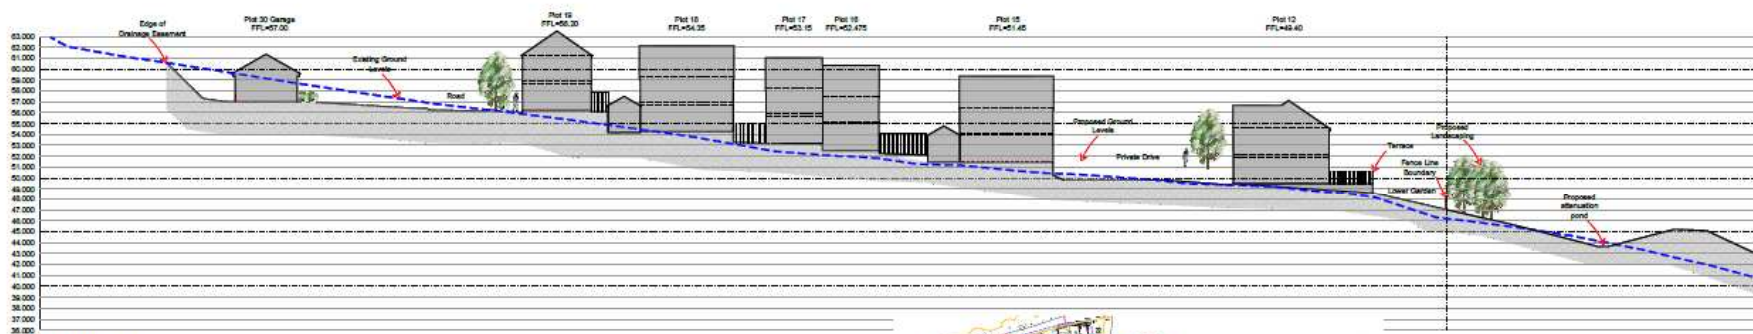 Edge of
Drainage Easement
Plot 30 Garage
FFL=57.00
Plot 19
FFL=56.20
Plot 18
FFL=54.35
Plot 17
FFL=53.15
Plot 16
FFL=52.475
Plot 15
FFL=51.45
Plot 12
FFL=49.40
Existing Ground
Levels
Road
Proposed Ground
Levels
Private Drive
Terrace
Fence Line
Boundary
Lower Garden
Proposed
Landscaping
Proposed
attenuation
pond
63.000
62.000
61.000
60.000
59.000
58.000
57.000
56.000
55.000
54.000
53.000
52.000
51.000
50.000
49.000
48.000
47.000
46.000
45.000
44.000
43.000
42.000
41.000
40.000
39.000
38.000
37.000
36.000